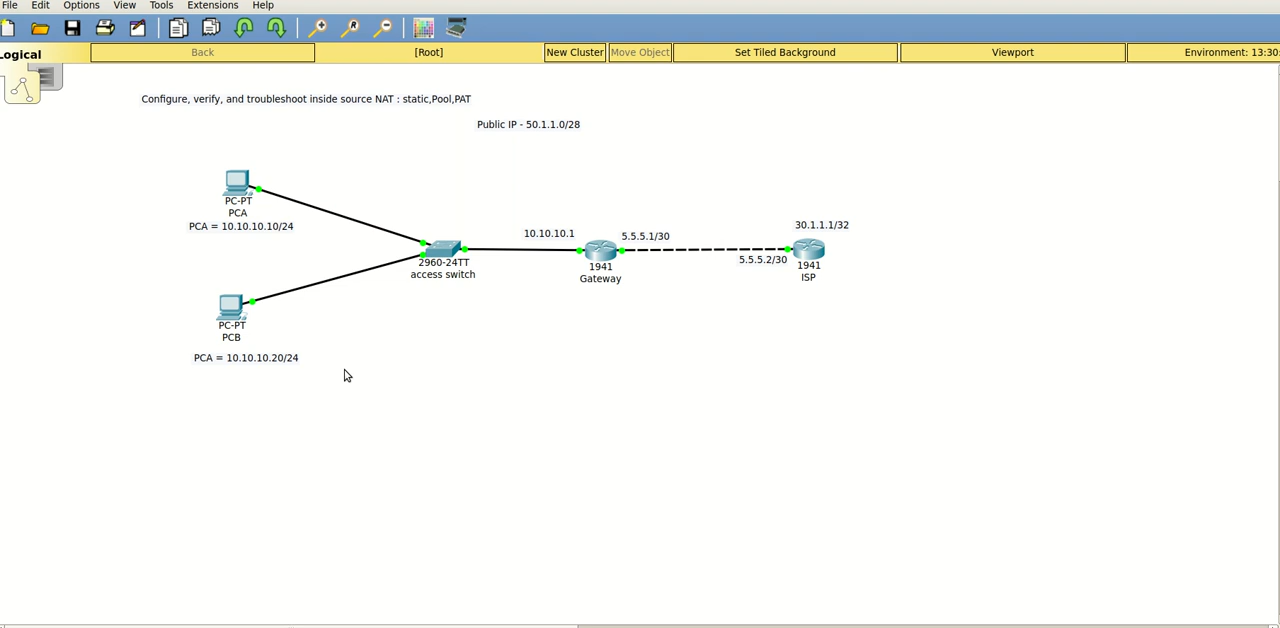 File Edit Options View Tools Extensions Help
Logical Back [Root] New Cluster Move Object Set Tiled Background Viewport Environment: 13:30:
Configure, verify, and troubleshoot inside source NAT : static,Pool,PAT
Public IP - 50.1.1.0/28
PC-PT
PCA
PCA = 10.10.10.10/24
2960-24TT
access switch
10.10.10.1
1941
Gateway
5.5.5.1/30
5.5.5.2/30
30.1.1.1/32
1941
ISP
PC-PT
PCB
PCA = 10.10.10.20/24